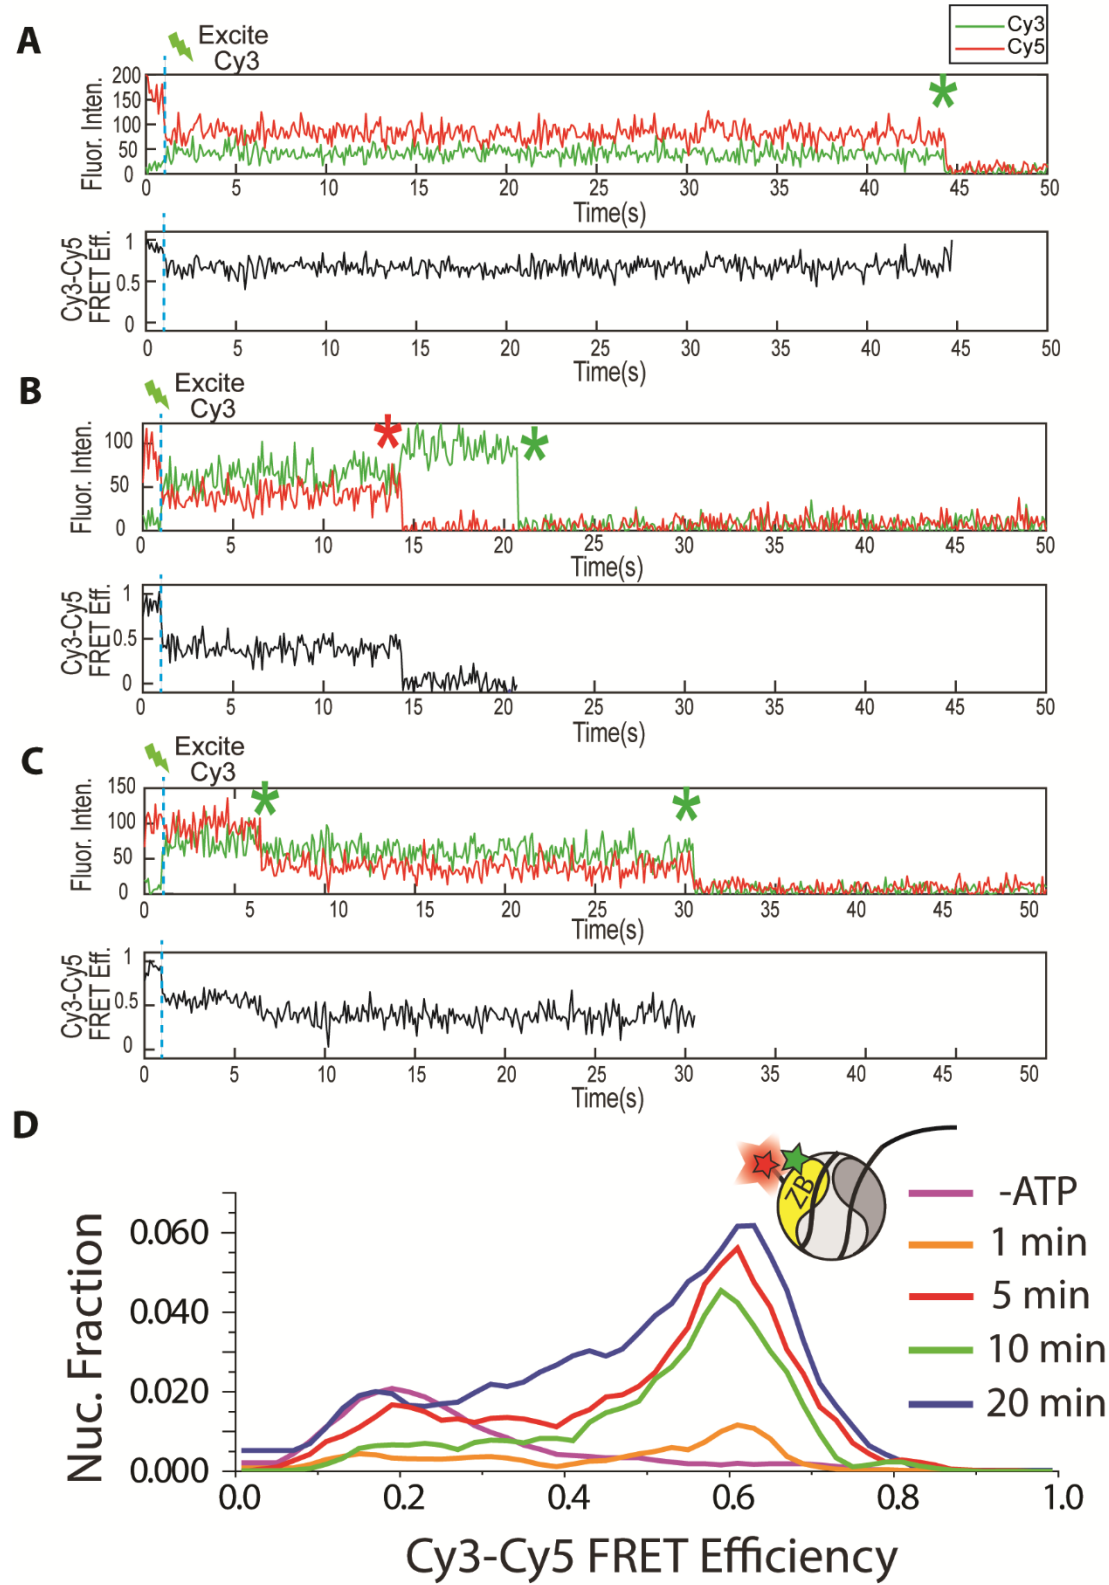 A
Excite
Cy3
Cy3
Cy5
Fluor. Inten.
200
150
100
50
0
0 5 10 15 20 25 30 35 40 45 50
Time(s)
Cy3-Cy5
FRET Eff.
1
0.5
0
0 5 10 15 20 25 30 35 40 45 50
Time(s)
B
Excite
Cy3
Fluor. Inten.
100
50
0
0 5 10 15 20 25 30 35 40 45 50
Time(s)
Cy3-Cy5
FRET Eff.
1
0.5
0
0 5 10 15 20 25 30 35 40 45 50
Time(s)
C
Excite
Cy3
Fluor. Inten.
150
100
50
0
0 5 10 15 20 25 30 35 40 45 50
Time(s)
Cy3-Cy5
FRET Eff.
1
0.5
0
0 5 10 15 20 25 30 35 40 45 50
Time(s)
D
Nuc. Fraction
0.060
0.040
0.020
0.000
0.0 0.2 0.4 0.6 0.8 1.0
Cy3-Cy5 FRET Efficiency
ZB
-ATP
1 min
5 min
10 min
20 min